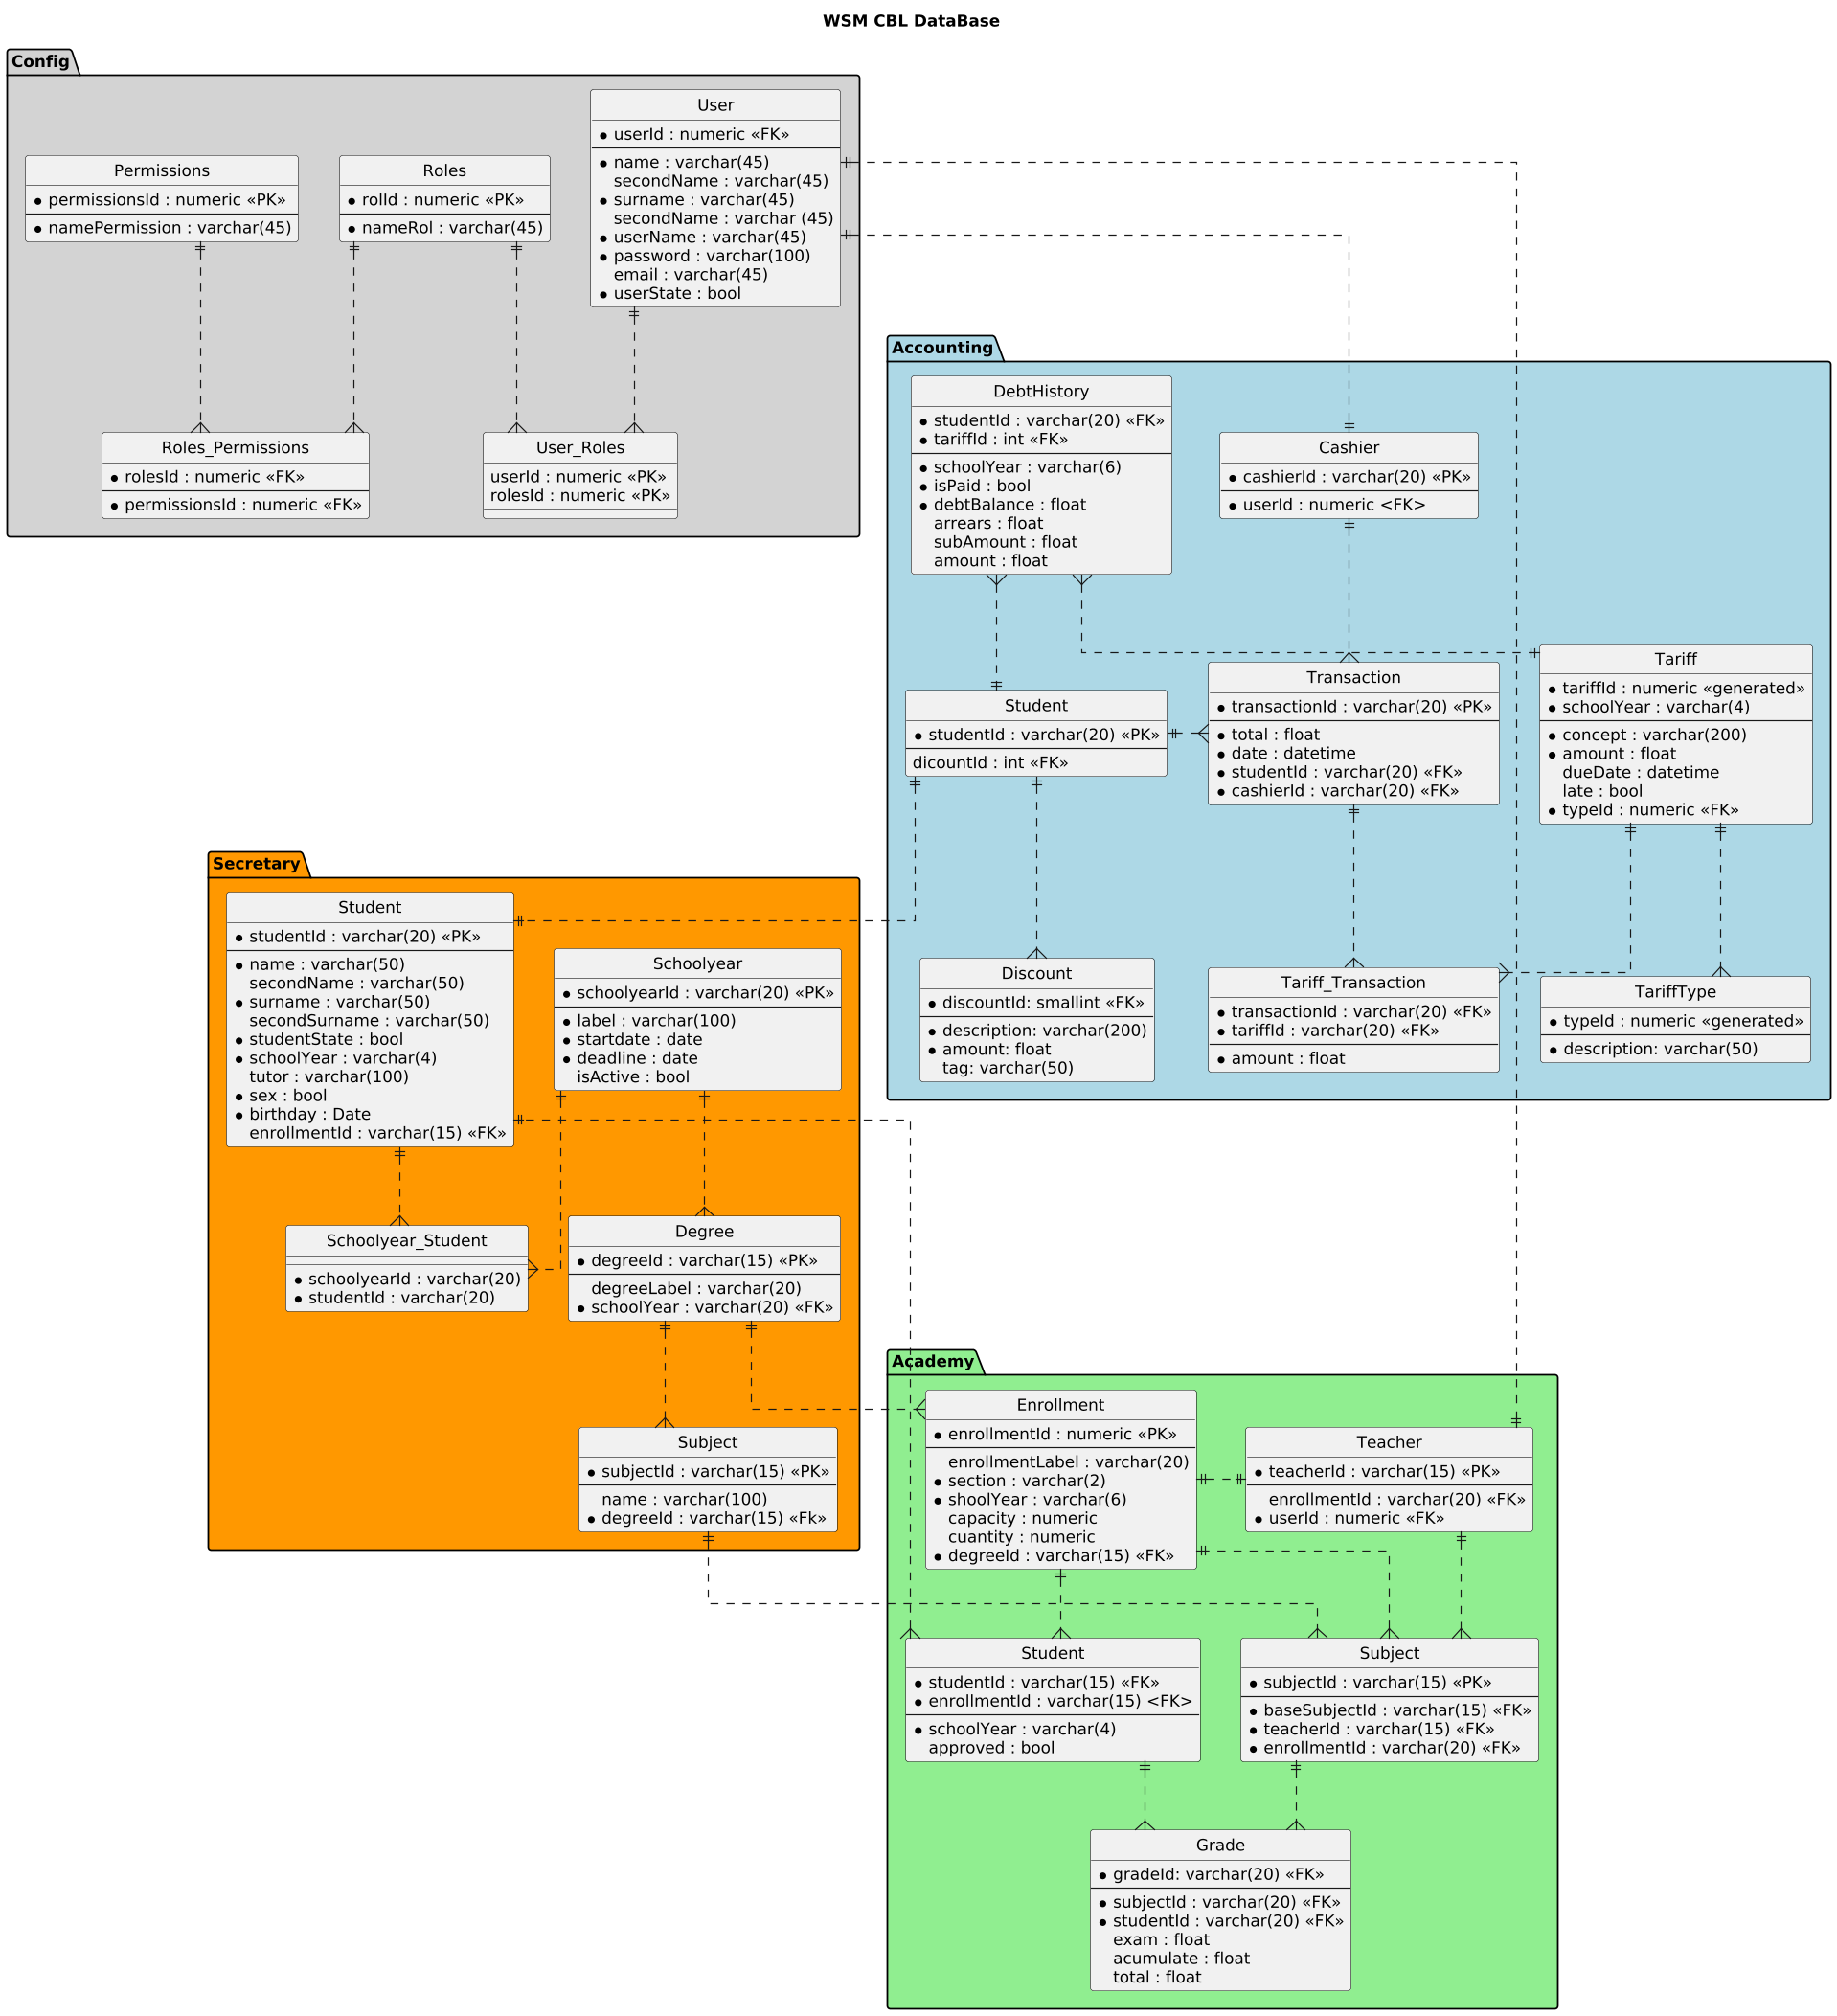 WSM CBL DataBase
Config
User
userId : numeric «FK»
name : varchar(45)
secondName : varchar(45)
surname : varchar(45)
secondName : varchar (45)
userName : varchar(45)
password : varchar(100)
email : varchar(45)
userState : bool
Permissions
permissionsId : numeric «PK»
namePermission : varchar(45)
Roles
rolId : numeric «PK»
nameRol : varchar(45)
Roles_Permissions
rolesId : numeric «FK»
permissionsId : numeric «FK»
User_Roles
userId : numeric «PK»
rolesId : numeric «PK»
Accounting
DebtHistory
studentId : varchar(20) «FK»
tariffId : int «FK»
schoolYear : varchar(6)
isPaid : bool
debtBalance : float
arrears : float
subAmount : float
amount : float
Cashier
cashierId : varchar(20) «PK»
userId : numeric <FK>
Student
studentId : varchar(20) «PK»
dicountId : int «FK»
Transaction
transactionId : varchar(20) «PK»
total : float
date : datetime
studentId : varchar(20) «FK»
cashierId : varchar(20) «FK»
Tariff
tariffId : numeric «generated»
schoolYear : varchar(4)
concept : varchar(200)
amount : float
dueDate : datetime
late : bool
typeId : numeric «FK»
Discount
discountId: smallint «FK»
description: varchar(200)
amount: float
tag: varchar(50)
Tariff_Transaction
transactionId : varchar(20) «FK»
tariffId : varchar(20) «FK»
amount : float
TariffType
typeId : numeric «generated»
description: varchar(50)
Secretary
Student
studentId : varchar(20) «PK»
name : varchar(50)
secondName : varchar(50)
surname : varchar(50)
secondSurname : varchar(50)
studentState : bool
schoolYear : varchar(4)
tutor : varchar(100)
sex : bool
birthday : Date
enrollmentId : varchar(15) «FK»
Schoolyear
schoolyearId : varchar(20) «PK»
label : varchar(100)
startdate : date
deadline : date
isActive : bool
Schoolyear_Student
schoolyearId : varchar(20)
studentId : varchar(20)
Degree
degreeId : varchar(15) «PK»
degreeLabel : varchar(20)
schoolYear : varchar(20) «FK»
Subject
subjectId : varchar(15) «PK»
name : varchar(100)
degreeId : varchar(15) «Fk»
Academy
Enrollment
enrollmentId : numeric «PK»
enrollmentLabel : varchar(20)
section : varchar(2)
shoolYear : varchar(6)
capacity : numeric
cuantity : numeric
degreeId : varchar(15) «FK»
Teacher
teacherId : varchar(15) «PK»
enrollmentId : varchar(20) «FK»
userId : numeric «FK»
Student
studentId : varchar(15) «FK»
enrollmentId : varchar(15) <FK>
schoolYear : varchar(4)
approved : bool
Subject
subjectId : varchar(15) «PK»
baseSubjectId : varchar(15) «FK»
teacherId : varchar(15) «FK»
enrollmentId : varchar(20) «FK»
Grade
gradeId: varchar(20) «FK»
subjectId : varchar(20) «FK»
studentId : varchar(20) «FK»
exam : float
acumulate : float
total : float